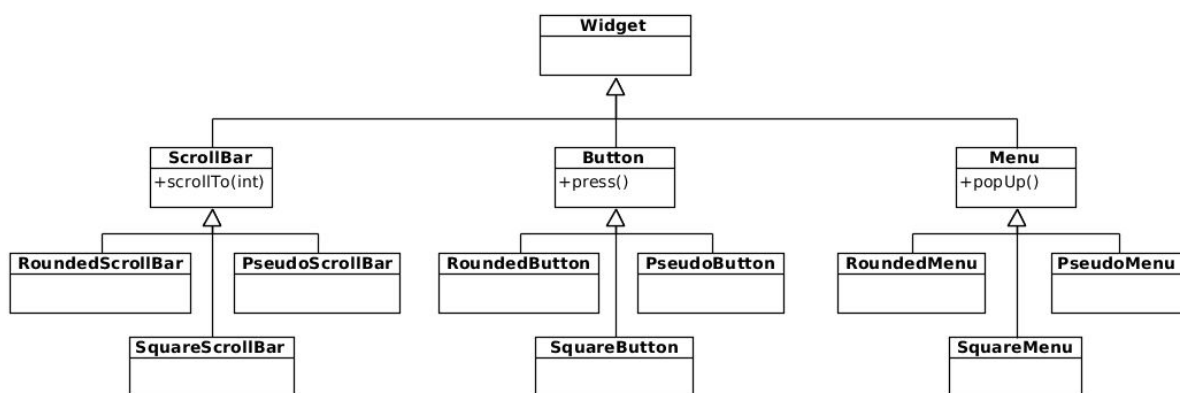 Widget
ScrollBar
+scrollTo(int)
Button
+press()
Menu
+popUp()
RoundedScrollBar
PseudoScrollBar
RoundedButton
PseudoButton
RoundedMenu
PseudoMenu
SquareScrollBar
SquareButton
SquareMenu